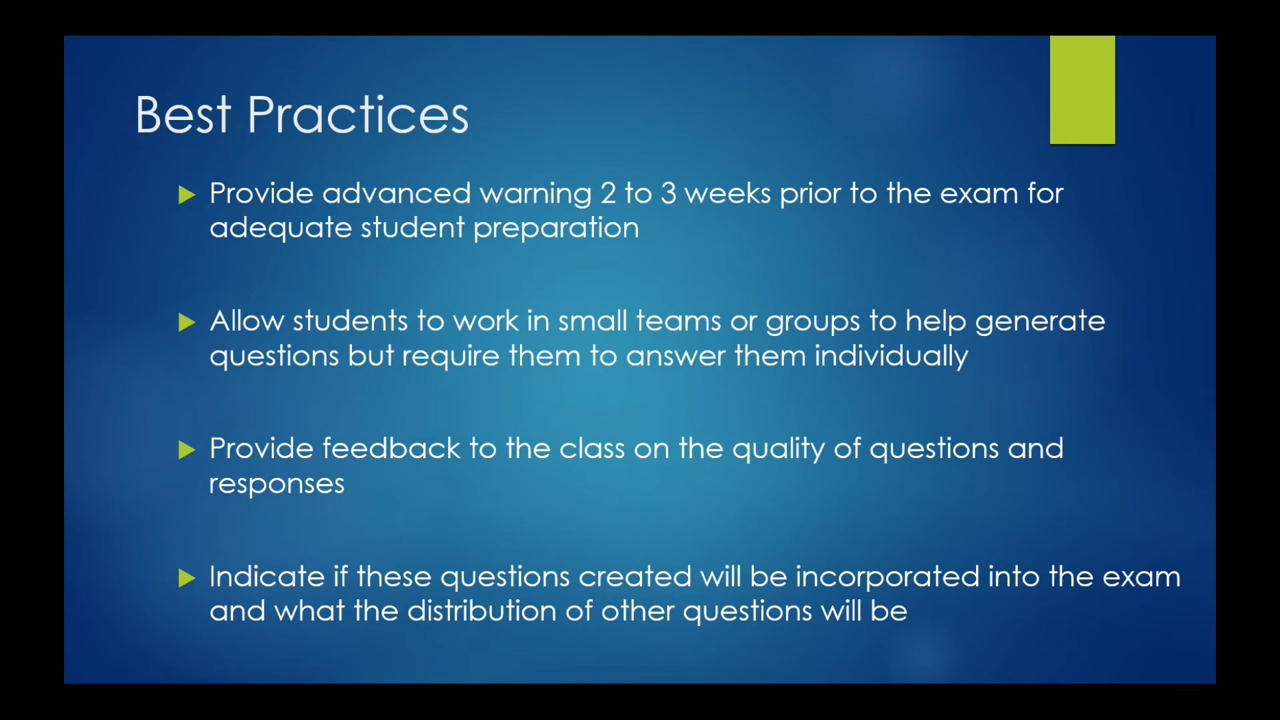 Best Practices
Provide advanced warning 2 to 3 weeks prior to the exam for
adequate student preparation
Allow students to work in small teams or groups to help generate
questions but require them to answer them individually
Provide feedback to the class on the quality of questions and
responses
Indicate if these questions created will be incorporated into the exam
and what the distribution of other questions will be